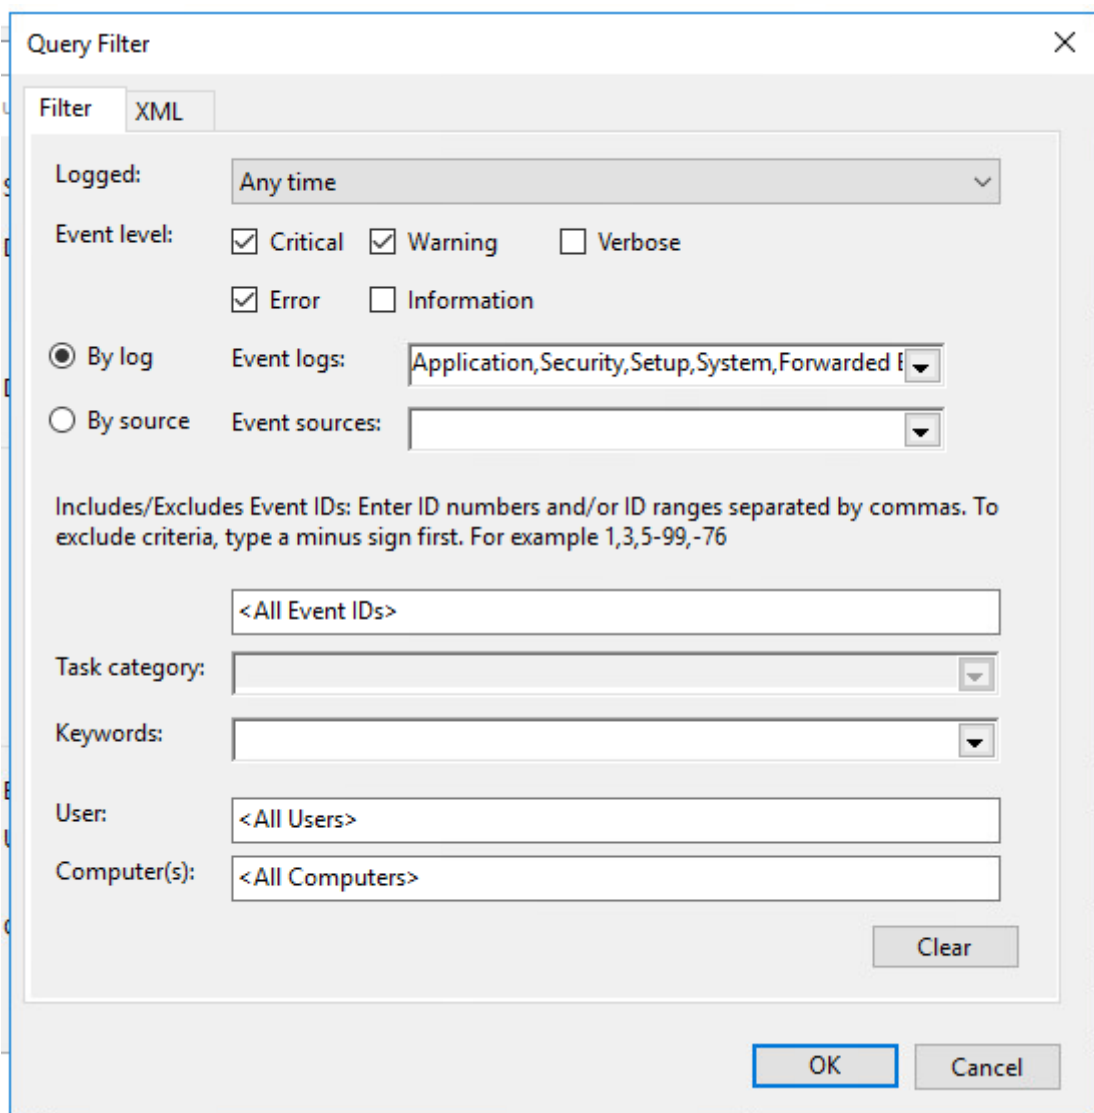 Query Filter
Filter
XML
Logged:
Any time
Event level:
Critical
Warning
Verbose
Error
Information
By log
Event logs:
Application,Security,Setup,System,Forwarded
By source
Event sources:
Includes/Excludes Event IDs: Enter ID numbers and/or ID ranges separated by commas. To
exclude criteria, type a minus sign first. For example 1,3,5-99,-76
<All Event IDs>
Task category:
Keywords:
User:
<All Users>
Computer(s):
<All Computers>
Clear
OK
Cancel